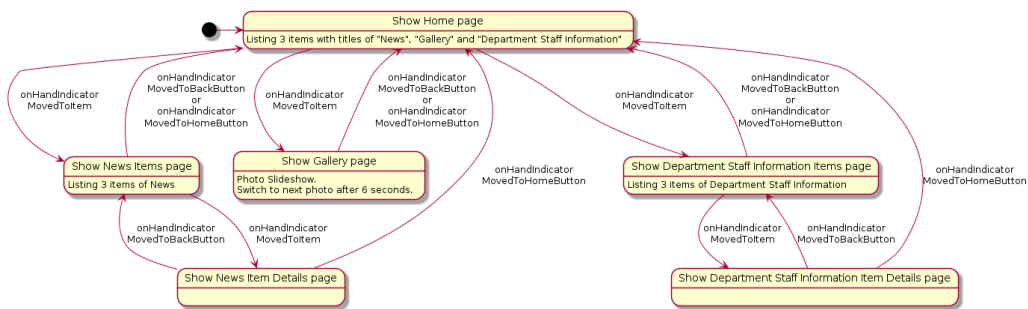 Show Home page
Listing 3 items with titles of "News", "Gallery" and "Department Staff Information"
onHandIndicator
MovedToItem
onHandIndicator
MovedToBackButton
or
onHandIndicator
MovedToHomeButton
onHandIndicator
MovedToItem
onHandIndicator
MovedToBackButton
or
onHandIndicator
MovedToHomeButton
onHandIndicator
MovedToItem
onHandIndicator
MovedToBackButton
or
onHandIndicator
MovedToHomeButton
Show News Items page
Listing 3 items of News
Show Gallery page
Photo Slideshow.
Switch to next photo after 6 seconds.
onHandIndicator
MovedToHomeButton
Show Department Staff Information Items page
Listing 3 items of Department Staff Information
onHandIndicator
MovedToHomeButton
onHandIndicator
MovedToBackButton
onHandIndicator
MovedToItem
onHandIndicator
MovedToItem
onHandIndicator
MovedToBackButton
Show News Item Details page
Show Department Staff Information Item Details page